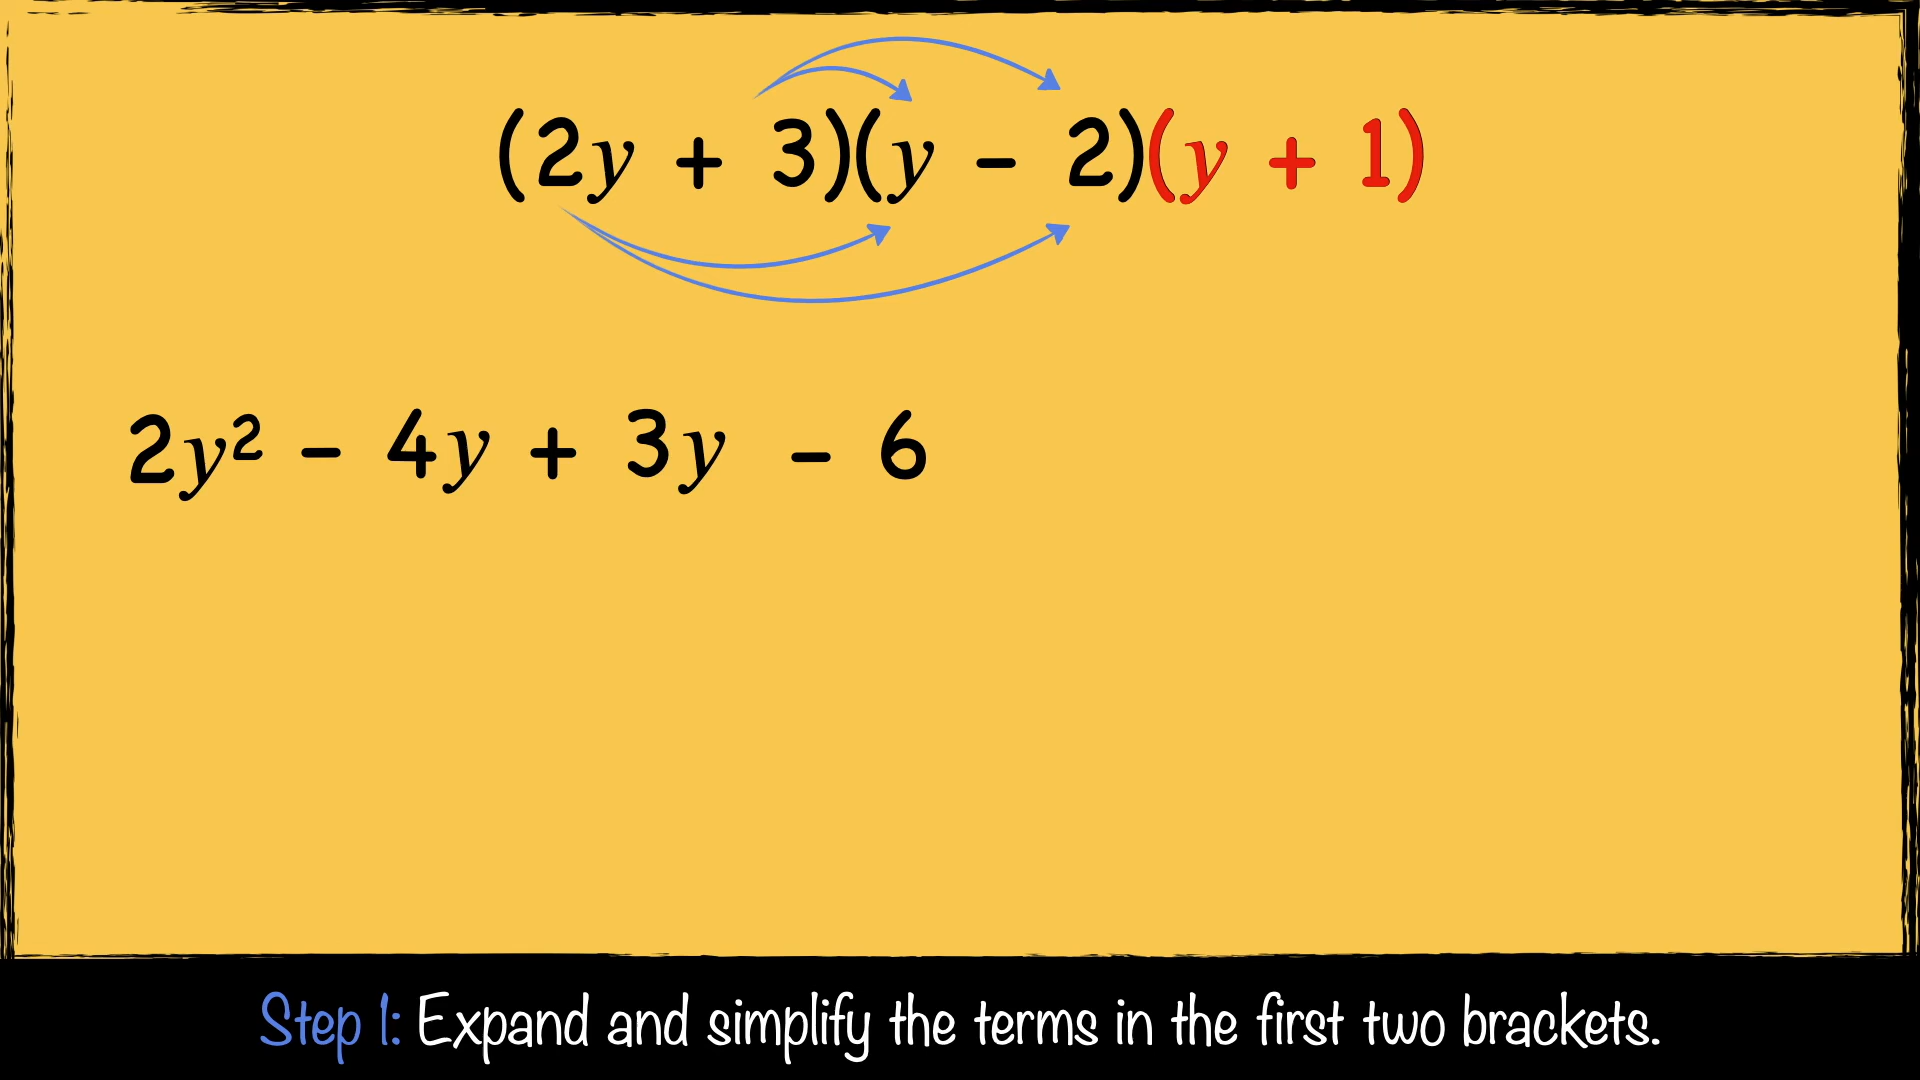 (2y + 3)(y - 2)(y + 1)
2y² - 4y + 3y - 6
Step 1: Expand and simplify the terms in the first two brackets.